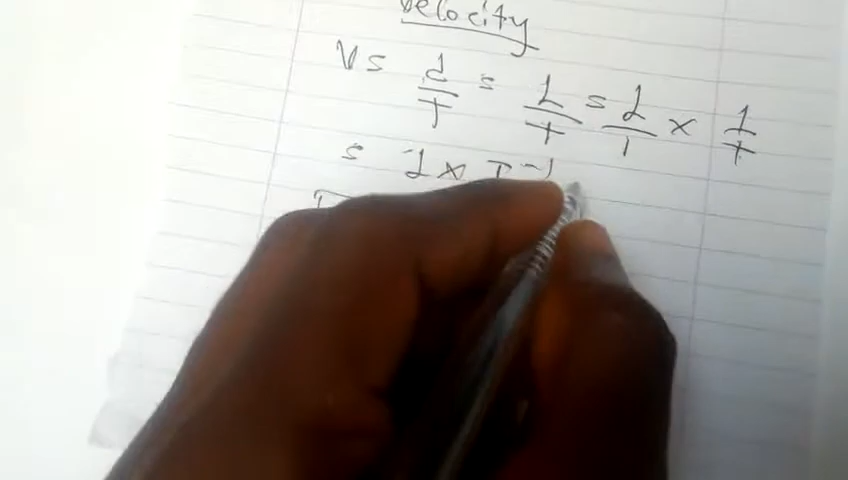 Velocity
V = d/T = L/T = L/1 × 1/T
= L × T⁻¹